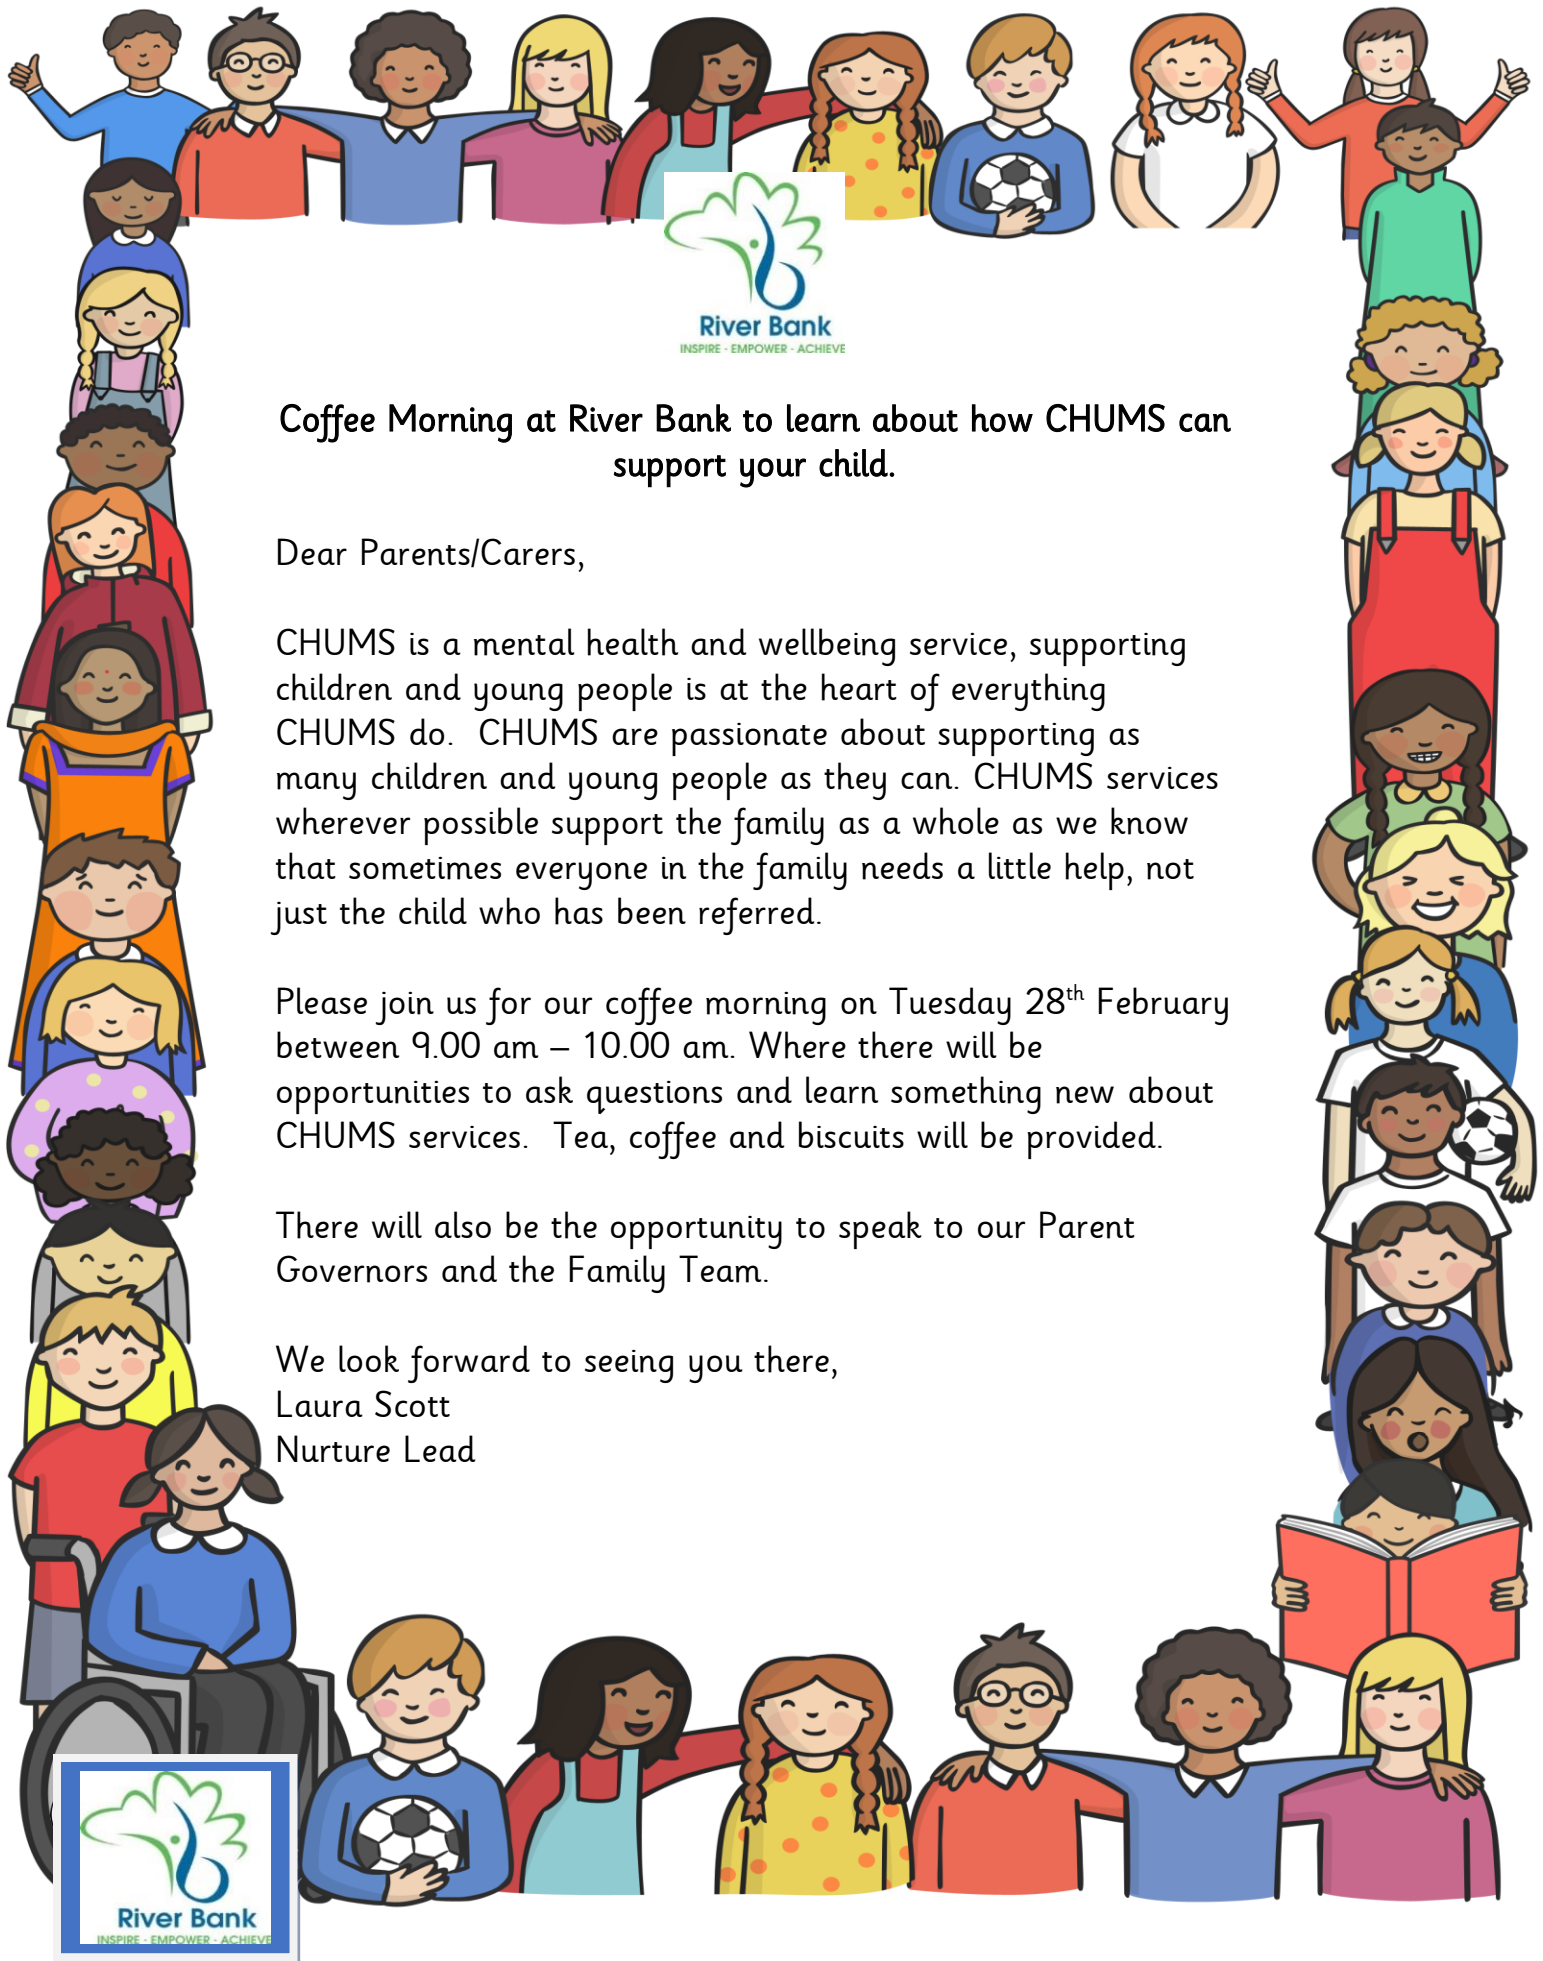 River Bank
INSPIRE - EMPOWER - ACHIEVE
Coffee Morning at River Bank to learn about how CHUMS can
support your child.
Dear Parents/Carers,
CHUMS is a mental health and wellbeing service, supporting
children and young people is at the heart of everything
CHUMS do.  CHUMS are passionate about supporting as
many children and young people as they can. CHUMS services
wherever possible support the family as a whole as we know
that sometimes everyone in the family needs a little help, not
just the child who has been referred.
Please join us for our coffee morning on Tuesday 28th February
between 9.00 am – 10.00 am. Where there will be
opportunities to ask questions and learn something new about
CHUMS services.  Tea, coffee and biscuits will be provided.
There will also be the opportunity to speak to our Parent
Governors and the Family Team.
We look forward to seeing you there,
Laura Scott
Nurture Lead
River Bank
INSPIRE - EMPOWER - ACHIEVE